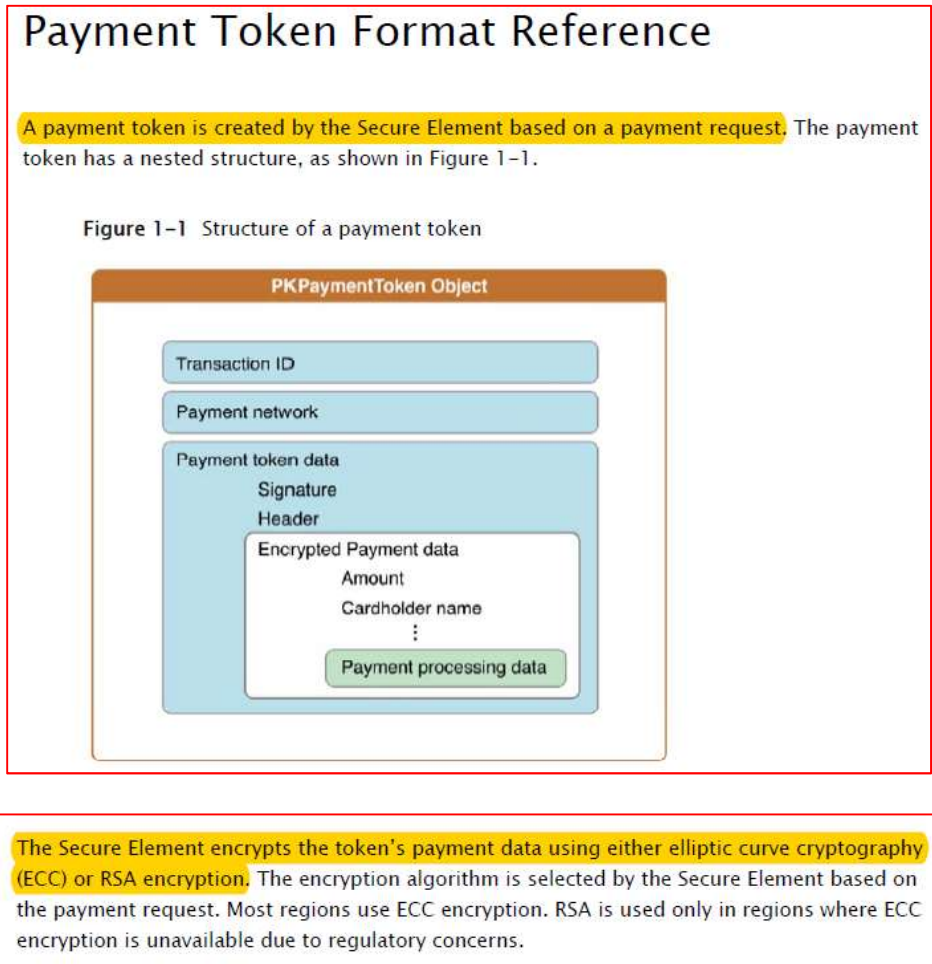 Payment Token Format Reference
A payment token is created by the Secure Element based on a payment request. The payment
token has a nested structure, as shown in Figure 1–1.
Figure 1–1 Structure of a payment token
PKPaymentToken Object
Transaction ID
Payment network
Payment token data
Signature
Header
Encrypted Payment data
Amount
Cardholder name
⋮
Payment processing data
The Secure Element encrypts the token's payment data using either elliptic curve cryptography
(ECC) or RSA encryption. The encryption algorithm is selected by the Secure Element based on
the payment request. Most regions use ECC encryption. RSA is used only in regions where ECC
encryption is unavailable due to regulatory concerns.